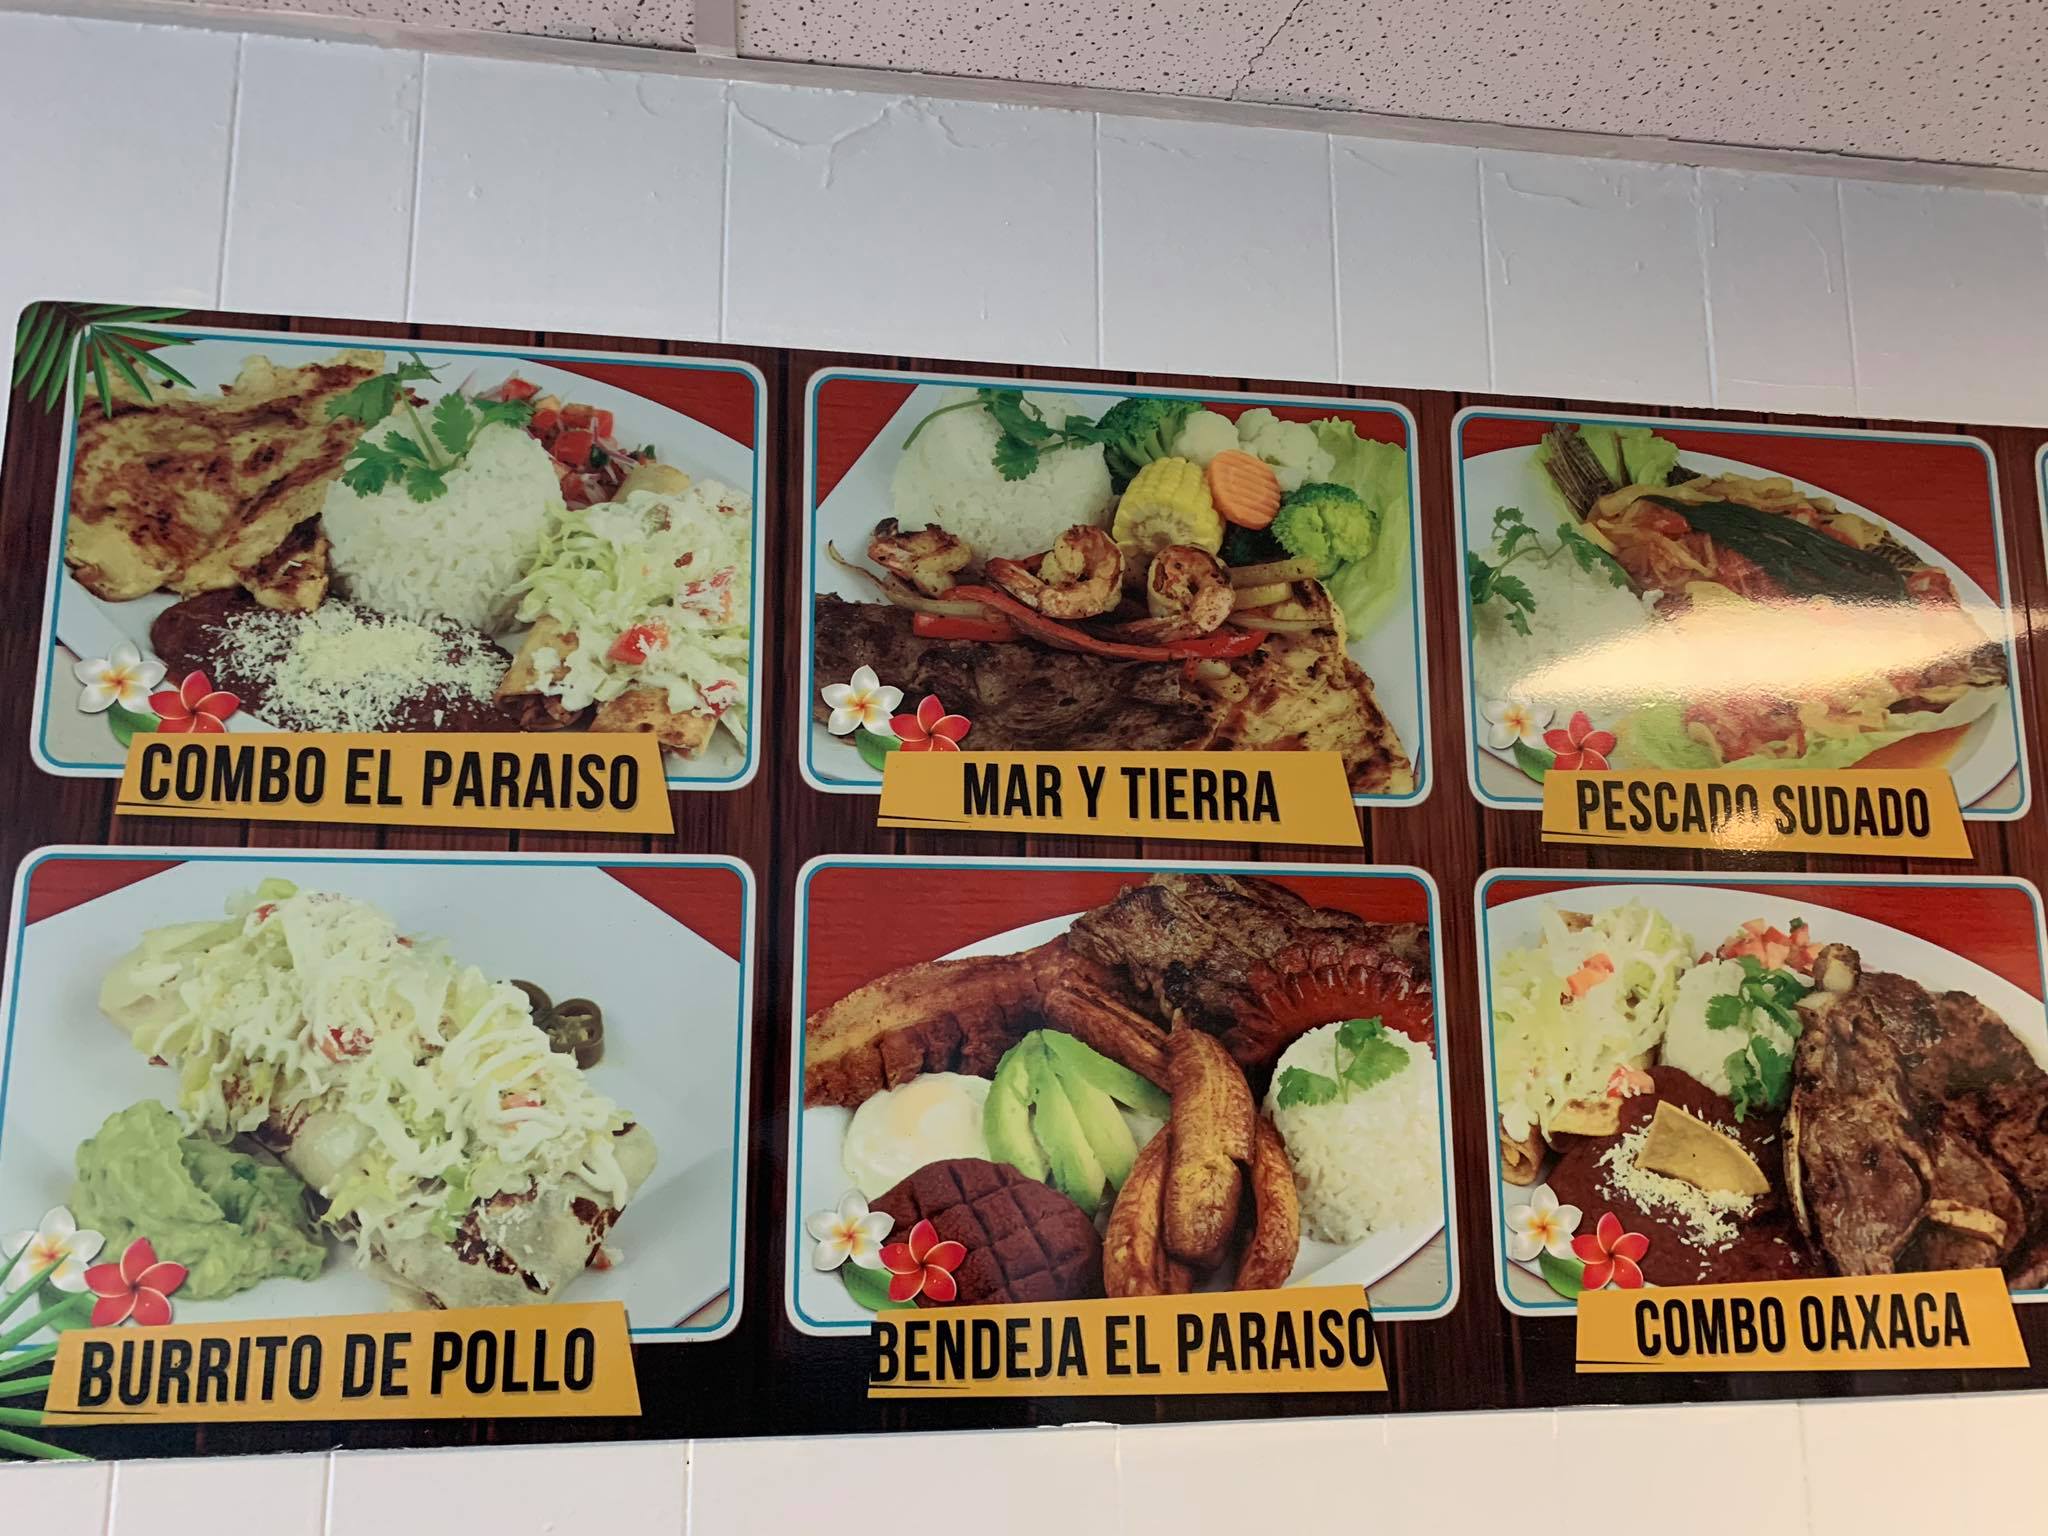 COMBO EL PARAISO
MAR Y TIERRA
PESCADO SUDADO
BURRITO DE POLLO
BENDEJA EL PARAISO
COMBO OAXACA